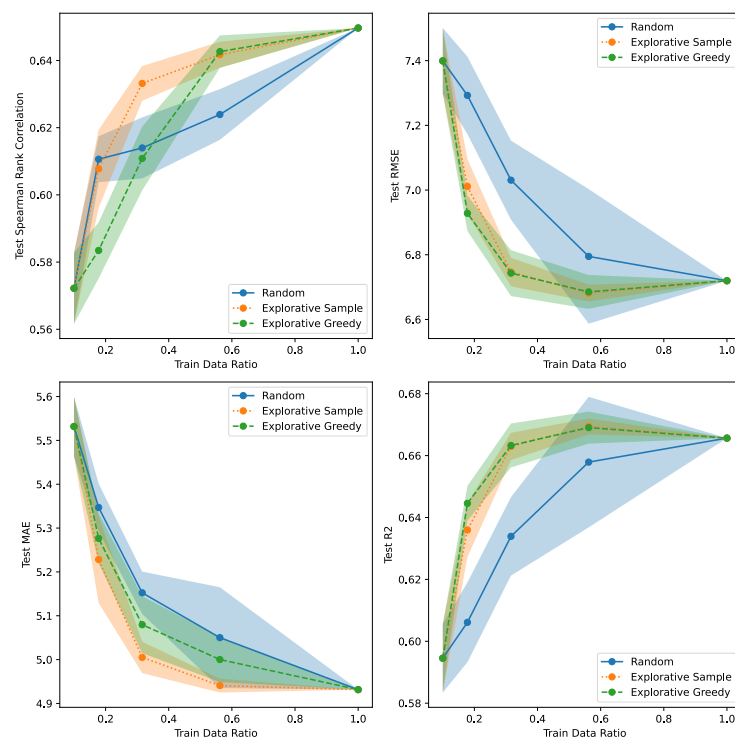 Test Spearman Rank Correlation
0.64
0.62
0.60
0.58
0.56
Random
Explorative Sample
Explorative Greedy
0.2
0.4
0.6
0.8
1.0
Train Data Ratio
Test RMSE
7.4
7.2
7.0
6.8
6.6
Random
Explorative Sample
Explorative Greedy
0.2
0.4
0.6
0.8
1.0
Train Data Ratio
Test MAE
5.6
5.5
5.4
5.3
5.2
5.1
5.0
4.9
Random
Explorative Sample
Explorative Greedy
0.2
0.4
0.6
0.8
1.0
Train Data Ratio
Test R2
0.68
0.66
0.64
0.62
0.60
0.58
Random
Explorative Sample
Explorative Greedy
0.2
0.4
0.6
0.8
1.0
Train Data Ratio